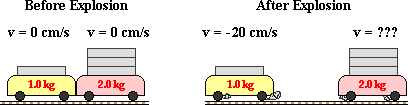 Before Explosion After Explosion
v = 0 cm/s v = 0 cm/s v = -20 cm/s v = ???
1.0 kg 2.0 kg 1.0 kg 2.0 kg